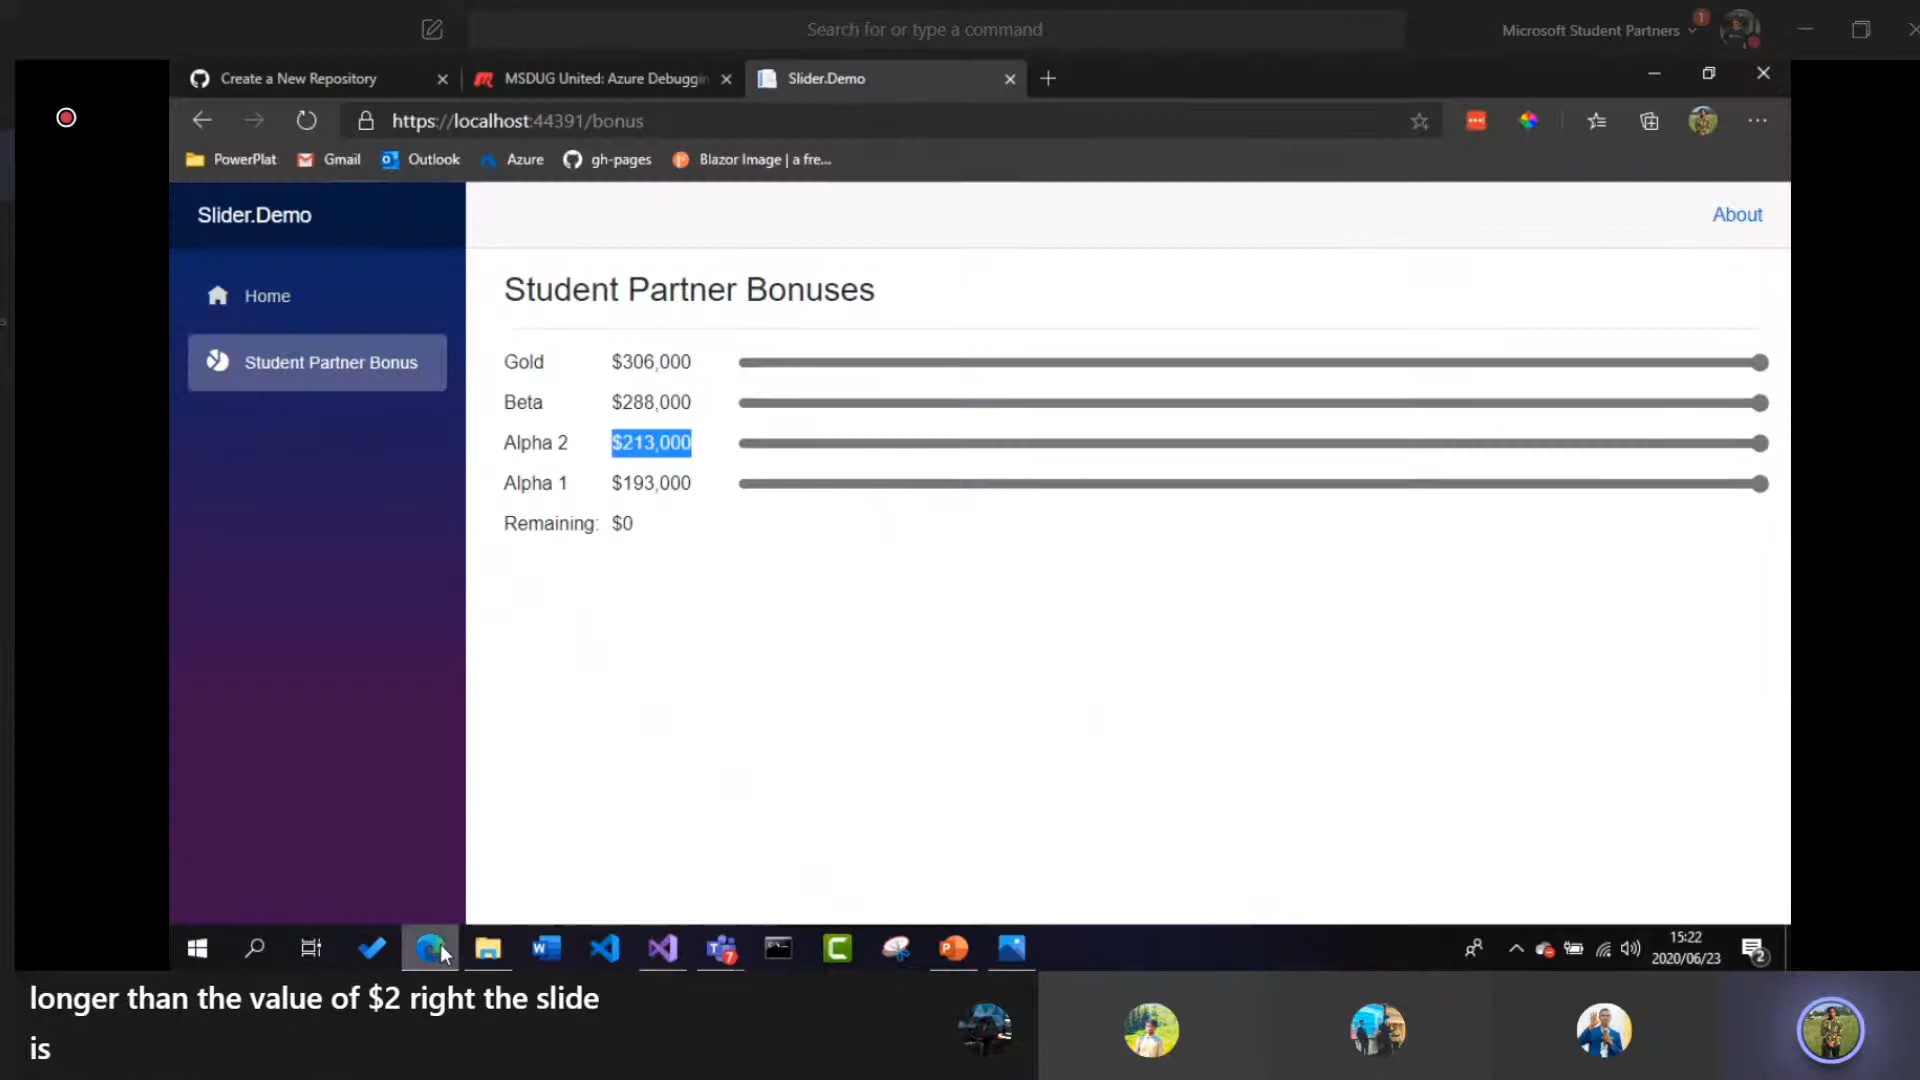 Search for or type a command
Microsoft Student Partners
1
Create a New Repository
MSDUG United: Azure Debuggin
Slider.Demo
https://localhost:44391/bonus
PowerPlat
Gmail
Outlook
Azure
gh-pages
Blazor Image | a fre...
Slider.Demo
About
Home
Student Partner Bonus
Student Partner Bonuses
Gold $306,000
Beta $288,000
Alpha 2 $213,000
Alpha 1 $193,000
Remaining: $0
7
15:22
2020/06/23
2
longer than the value of $2 right the slide
is